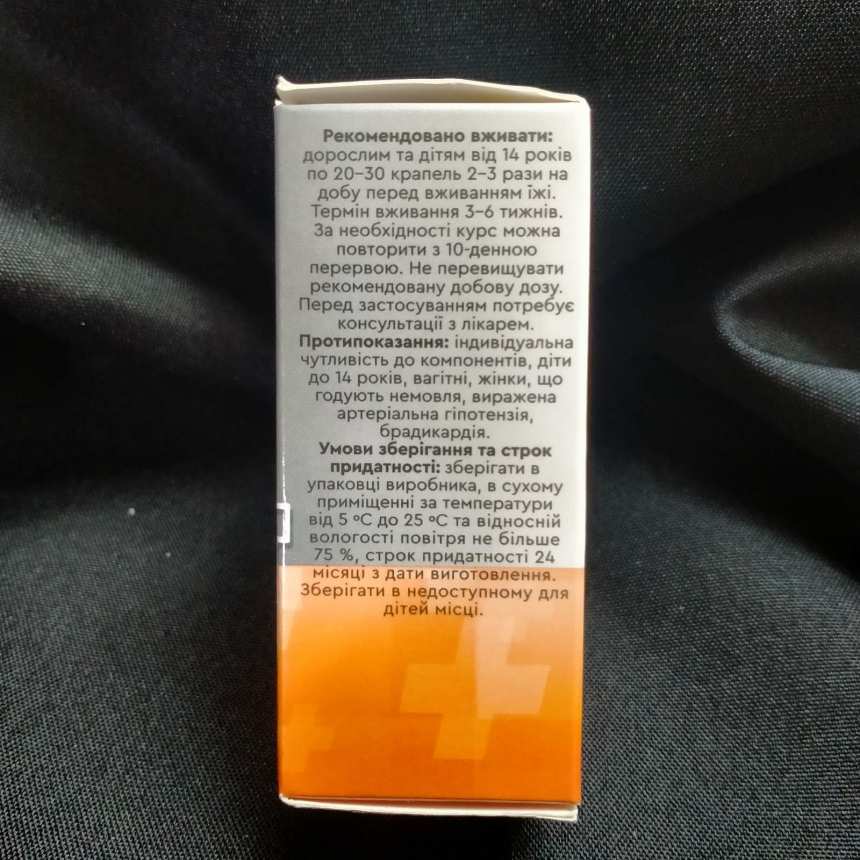 Рекомендовано вживати:
дорослим та дітям від 14 років
по 20–30 крапель 2–3 рази на
добу перед вживанням їжі.
Термін вживання 3–6 тижнів.
За необхідності курс можна
повторити з 10-денною
перервою. Не перевищувати
рекомендовану добову дозу.
Перед застосуванням потребує
консультації з лікарем.
Протипоказання: індивідуальна
чутливість до компонентів, діти
до 14 років, вагітні, жінки, що
годують немовля, виражена
артеріальна гіпотензія,
брадикардія.
Умови зберігання та строк
придатності: зберігати в
упаковці виробника, в сухому
приміщенні за температури
від 5 ºС до 25 ºС та відносній
вологості повітря не більше
75 %, строк придатності 24
місяці з дати виготовлення.
Зберігати в недоступному для
дітей місці.